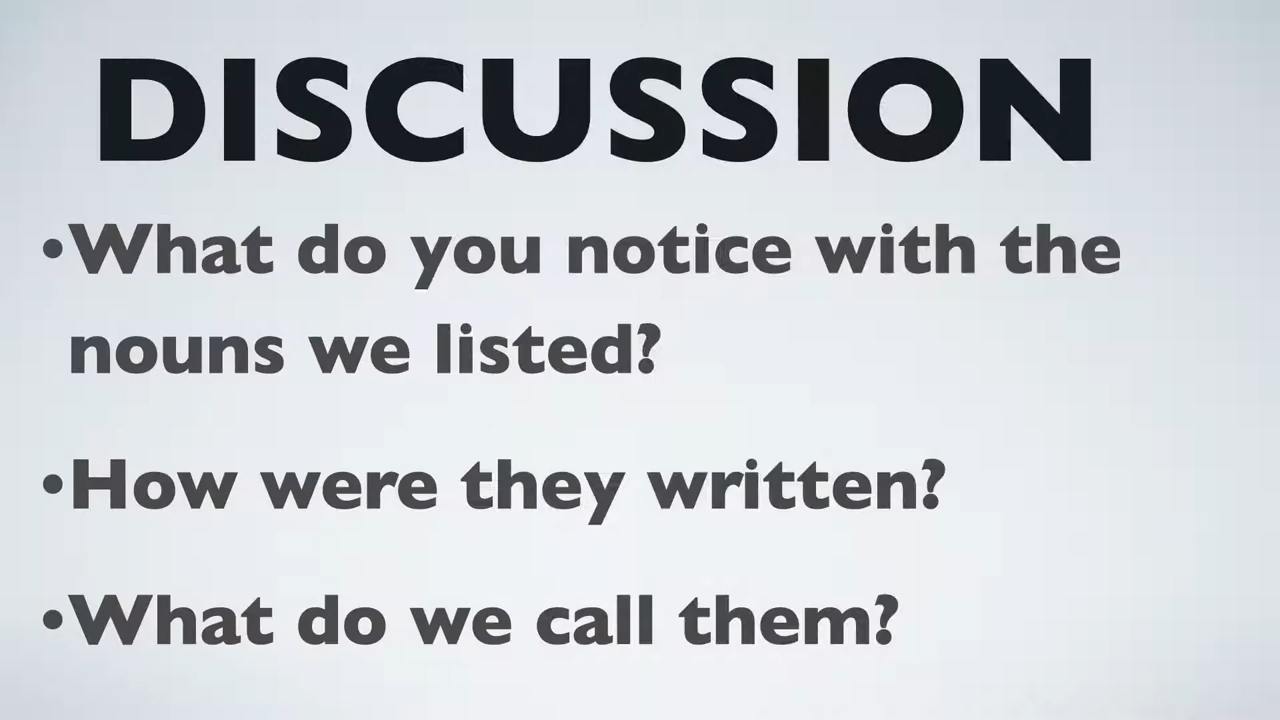 DISCUSSION
•What do you notice with the
nouns we listed?
•How were they written?
•What do we call them?